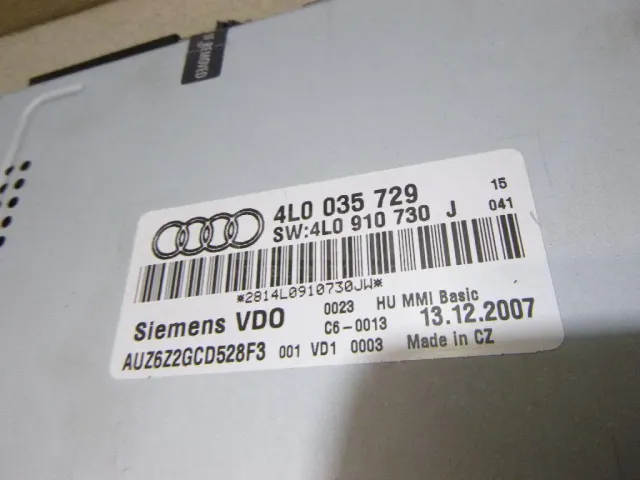 REMOVED
4L0 035 729 15
SW:4L0 910 730 J 041
*2814L0910730JW*
Siemens VDO 0023 HU MMI Basic
C6-0013 13.12.2007
AUZ6Z2GCD528F3 001 VD1 0003 Made in CZ